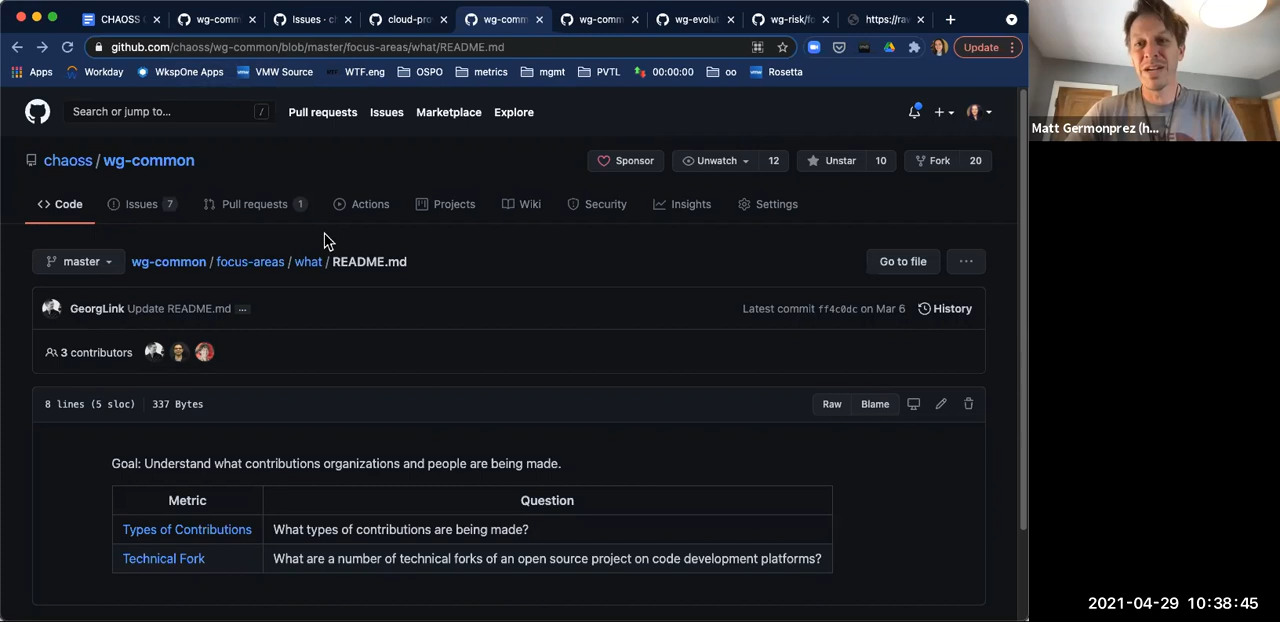 CHAOSS
wg-comm
Issues · c
cloud-pro
wg-comm
wg-comm
wg-evolut
wg-risk/fo
https://ra
github.com/chaoss/wg-common/blob/master/focus-areas/what/README.md
Update
Apps
Workday
WkspOne Apps
VMW Source
WTF.eng
OSPO
metrics
mgmt
PVTL
00:00:00
oo
Rosetta
Search or jump to... /
Pull requests
Issues
Marketplace
Explore
Matt Germonprez (h...
chaoss / wg-common
Sponsor
Unwatch 12
Unstar 10
Fork 20
Code
Issues 7
Pull requests 1
Actions
Projects
Wiki
Security
Insights
Settings
master
wg-common / focus-areas / what / README.md
Go to file
...
GeorgLink Update README.md ...
Latest commit ff4c0dc on Mar 6
History
3 contributors
8 lines (5 sloc) 337 Bytes
Raw
Blame
Goal: Understand what contributions organizations and people are being made.
Metric Question
Types of Contributions What types of contributions are being made?
Technical Fork What are a number of technical forks of an open source project on code development platforms?
2021-04-29 10:38:45